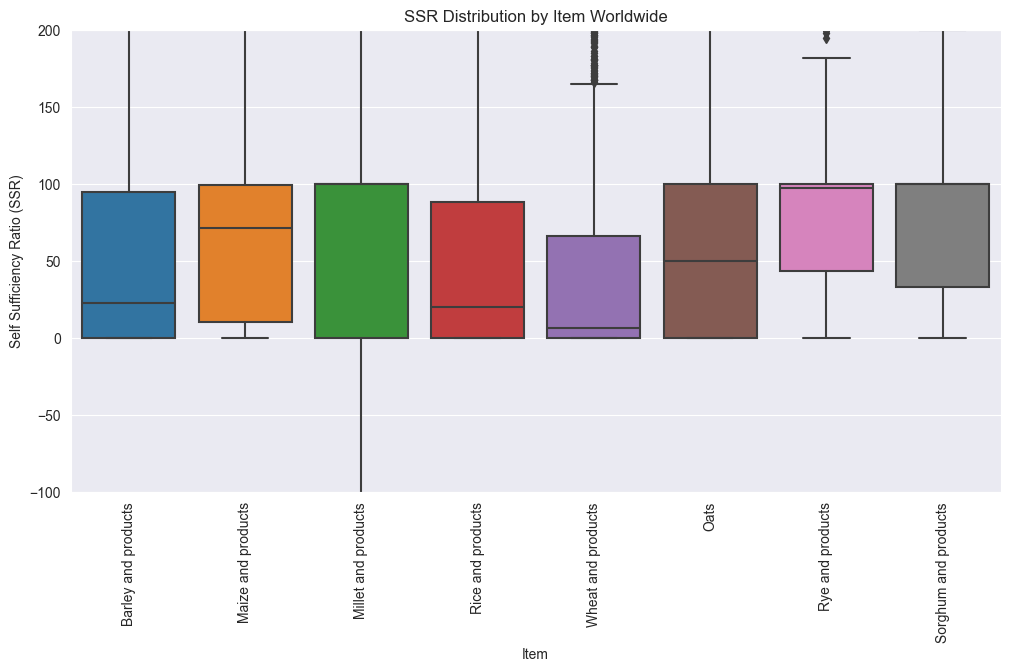 SSR Distribution by Item Worldwide
200
150
100
50
0
−50
−100
Self Sufficiency Ratio (SSR)
Barley and products
Maize and products
Millet and products
Rice and products
Wheat and products
Oats
Rye and products
Sorghum and products
Item